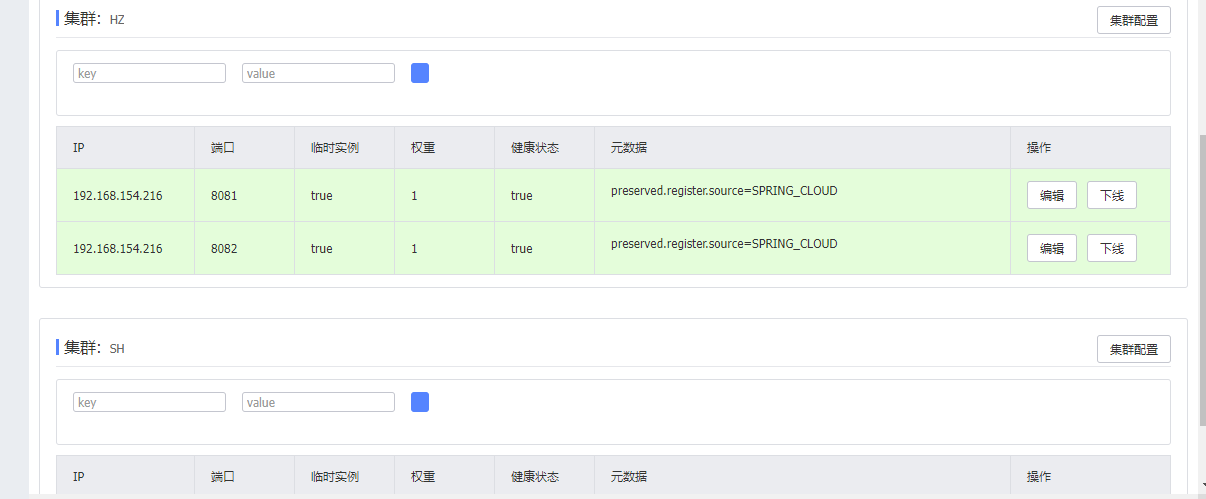 集群: HZ 集群配置
key value
IP 端口 临时实例 权重 健康状态 元数据 操作
192.168.154.216 8081 true 1 true preserved.register.source=SPRING_CLOUD 编辑 下线
192.168.154.216 8082 true 1 true preserved.register.source=SPRING_CLOUD 编辑 下线
集群: SH 集群配置
key value
IP 端口 临时实例 权重 健康状态 元数据 操作